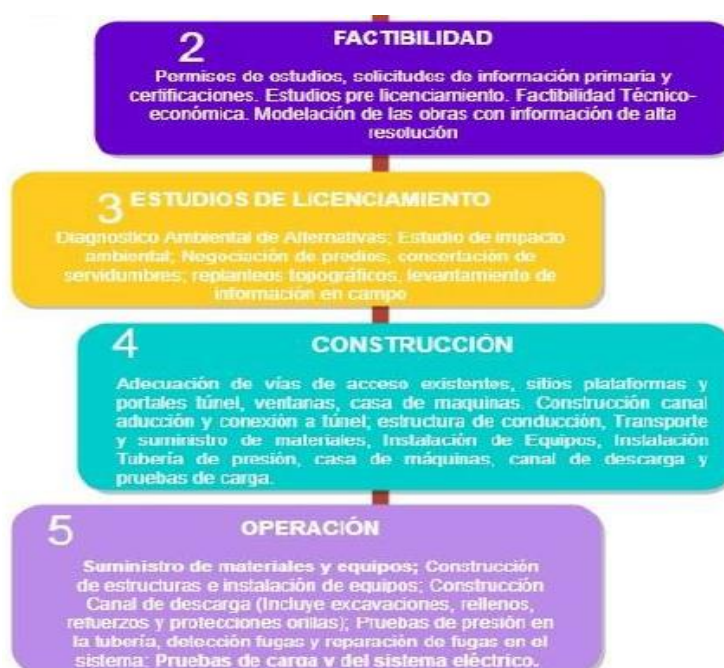 2
FACTIBILIDAD
Permisos de estudios, solicitudes de información primaria y
certificaciones. Estudios pre licenciamiento. Factibilidad Técnico-
económica. Modelación de las obras con información de alta
resolución
3 ESTUDIOS DE LICENCIAMIENTO
Diagnostico Ambiental de Alternativas; Estudio de impacto
ambiental; Negociación de predios, concertación de
servidumbres; replanteos topográficos, levantamiento de
información en campo
4
CONSTRUCCIÓN
Adecuación de vías de acceso existentes, sitios plataformas y
portales túnel, ventanas, casa de maquinas. Construcción canal
aducción y conexión a túnel; estructura de conducción, Transporte
y suministro de materiales, Instalación de Equipos, Instalación
Tubería de presión, casa de máquinas, canal de descarga y
pruebas de carga.
5
OPERACIÓN
Suministro de materiales y equipos; Construcción
de estructuras e instalación de equipos; Construcción
Canal de descarga (Incluye excavaciones, rellenos,
refuerzos y protecciones orillas); Pruebas de presión en
la tubería, detección fugas y reparación de fugas en el
sistema; Pruebas de carga y del sistema eléctrico.